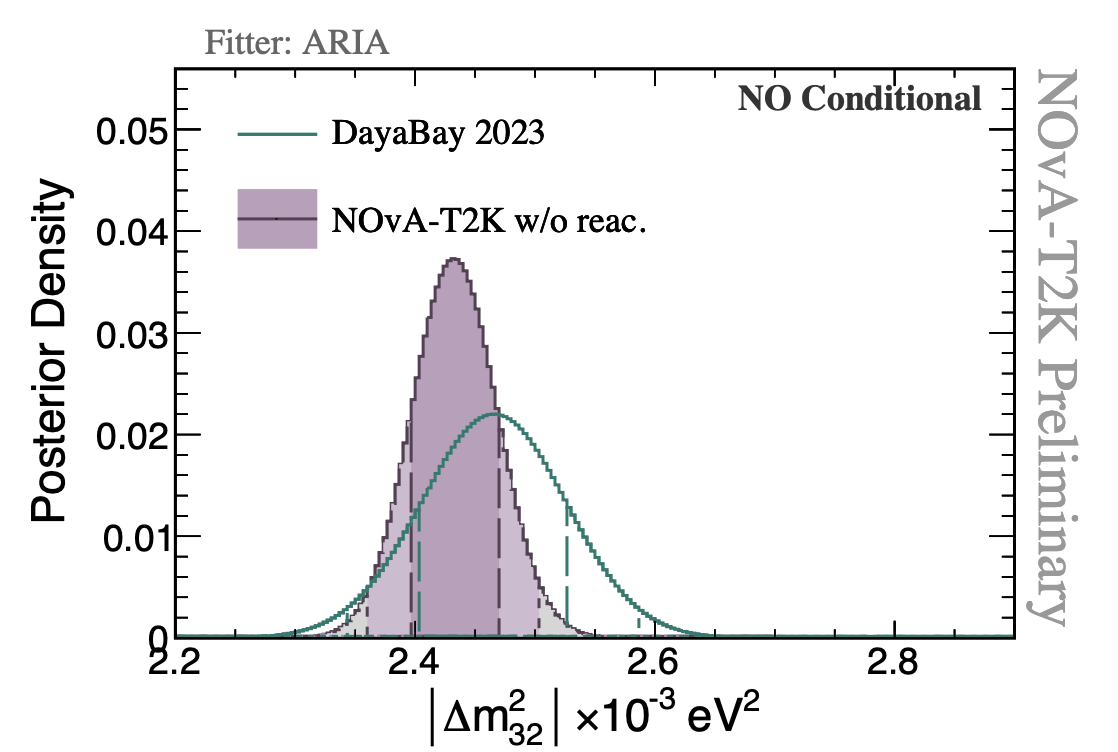 Fitter: ARIA
NO Conditional
DayaBay 2023
NOvA-T2K w/o reac.
NOvA-T2K Preliminary
Posterior Density
0.05
0.04
0.03
0.02
0.01
0
2.2 2.4 2.6 2.8
|Δm²₃₂| ×10⁻³ eV²